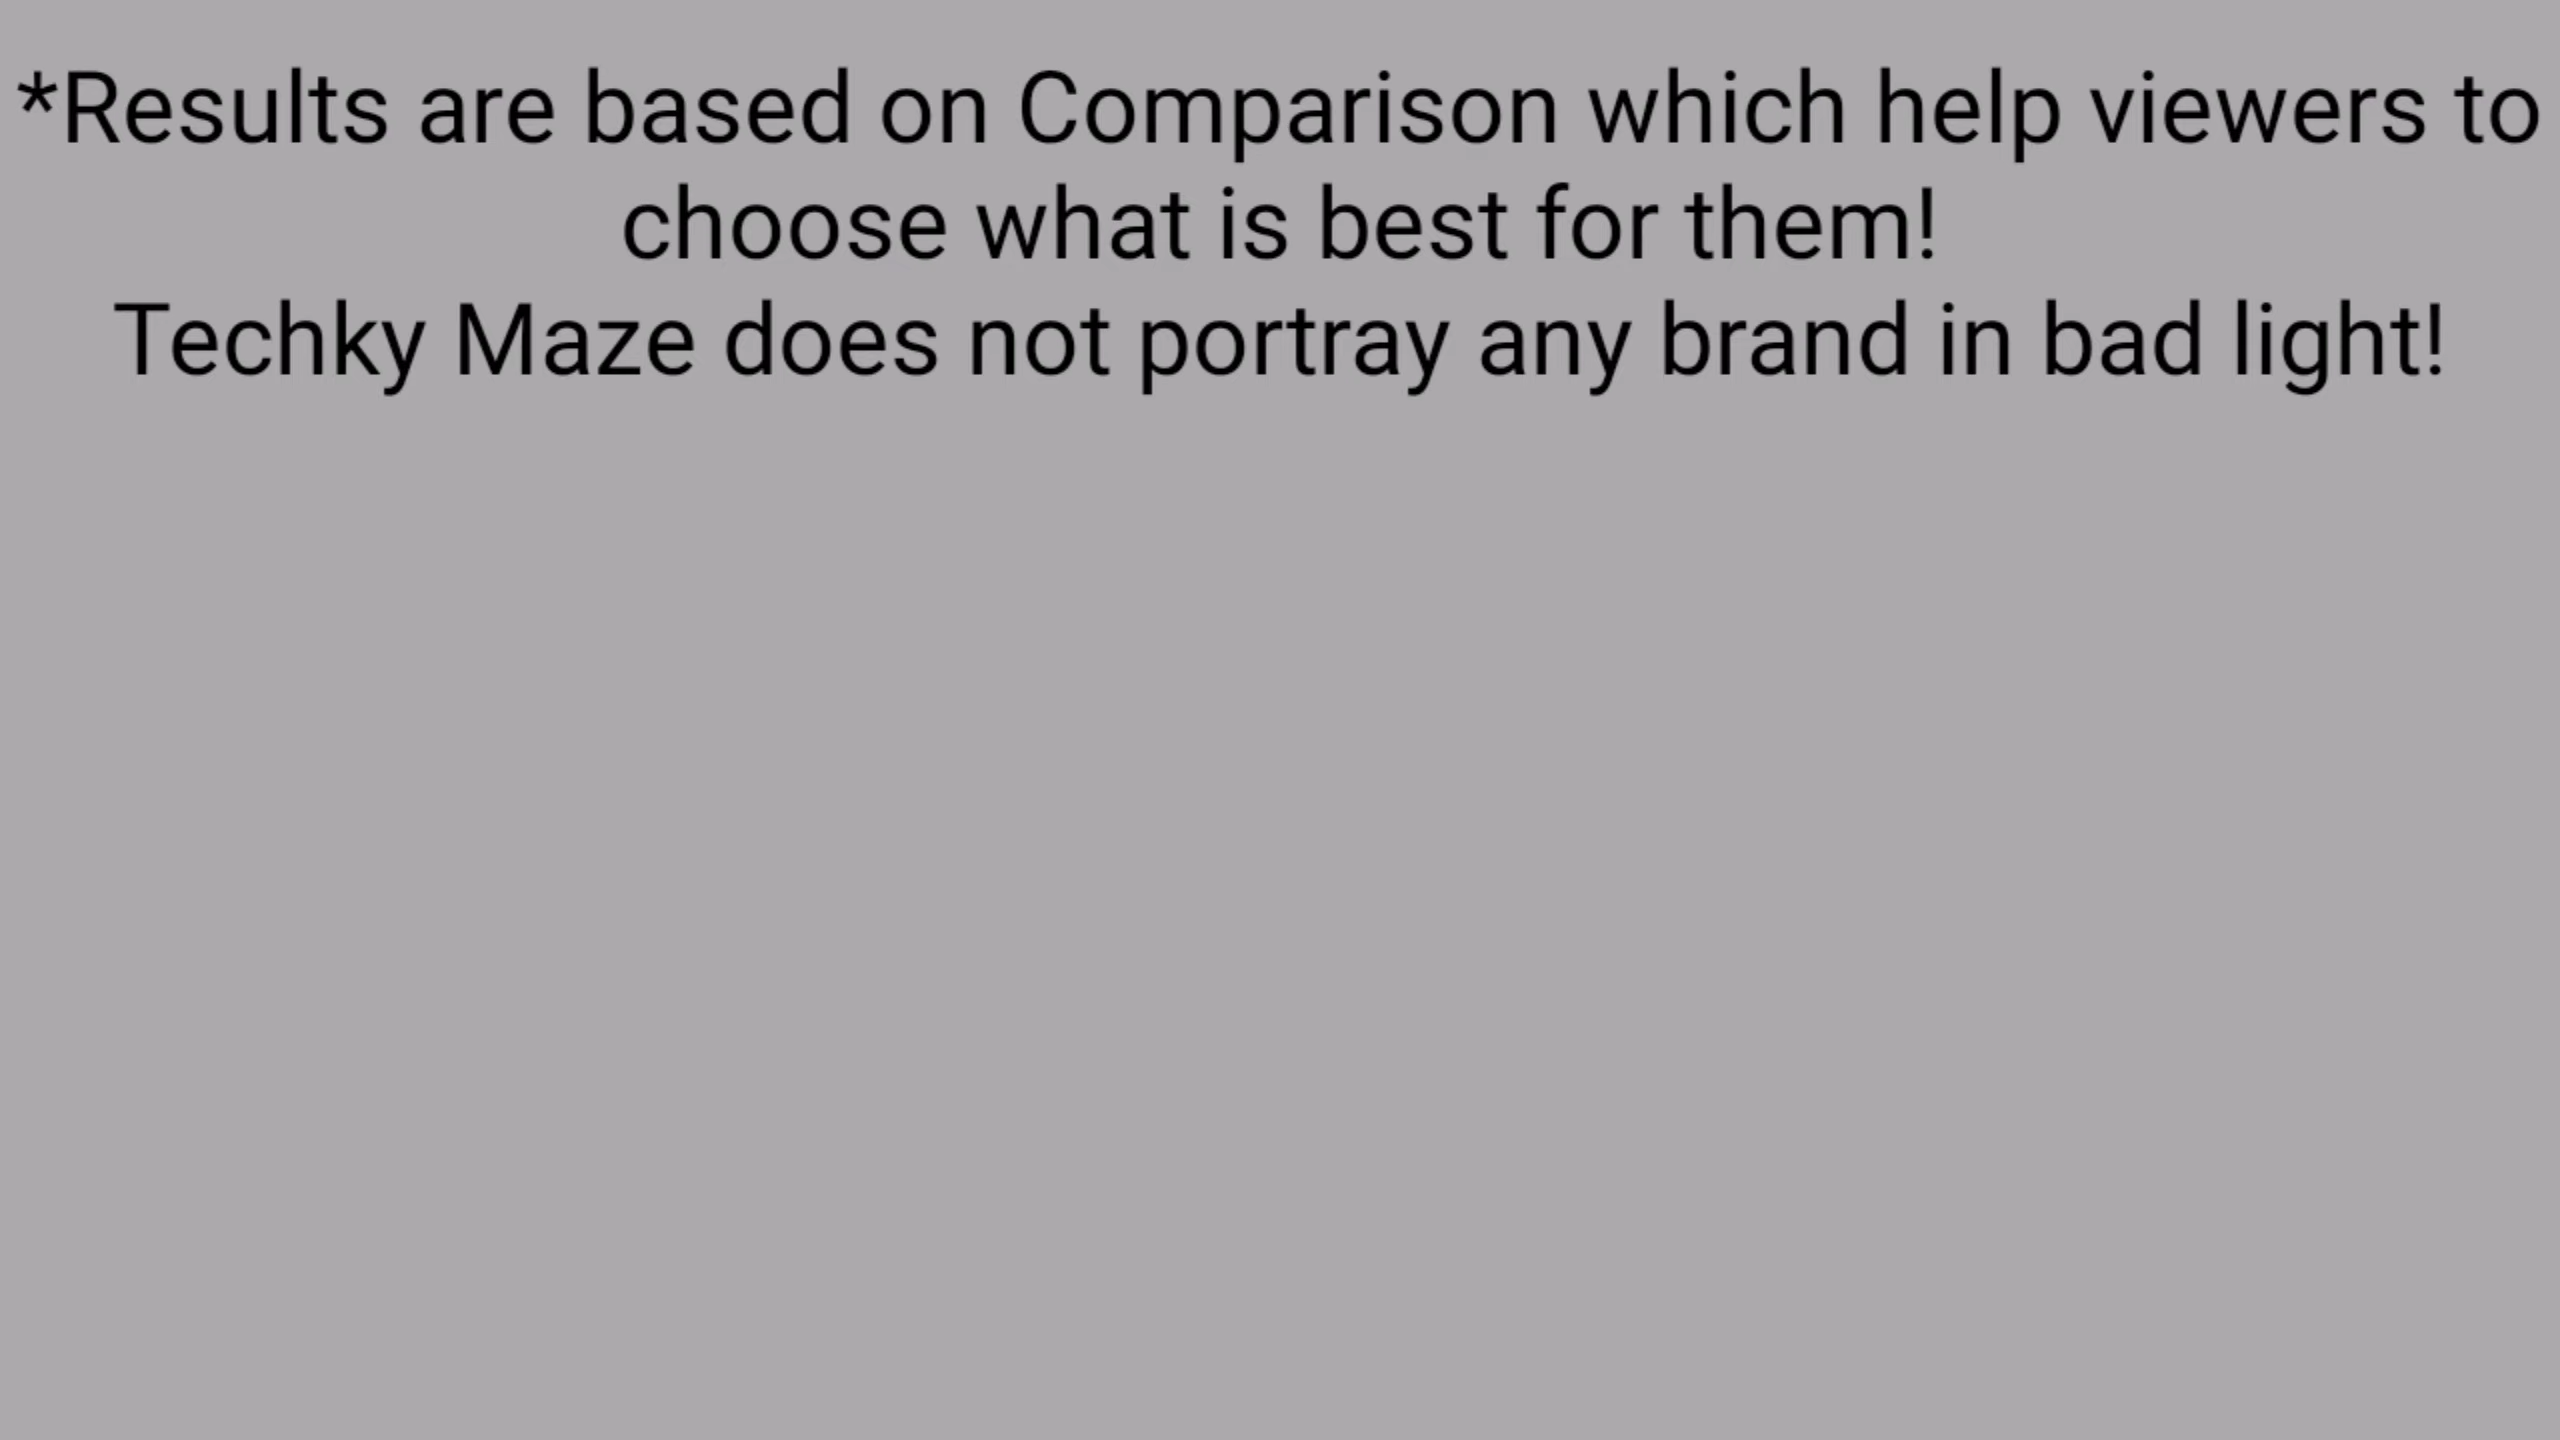 *Results are based on Comparison which help viewers to
choose what is best for them!
Techky Maze does not portray any brand in bad light!